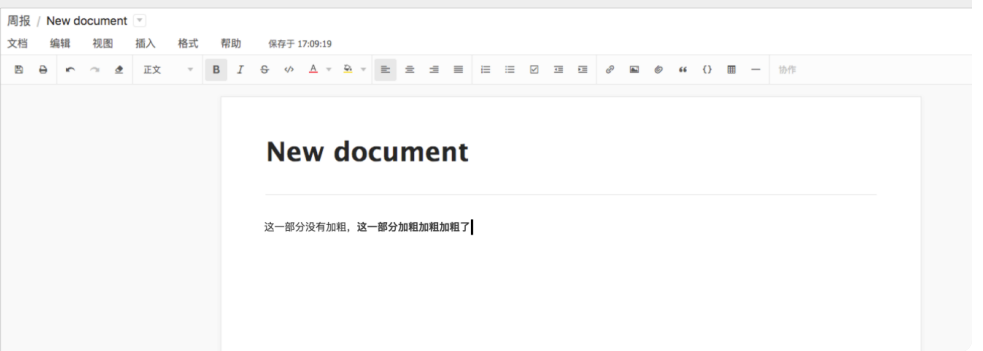 周报 / New document
文档 编辑 视图 插入 格式 帮助 保存于 17:09:19
正文 B I S A 协作
New document
这一部分没有加粗，这一部分加粗加粗加粗了